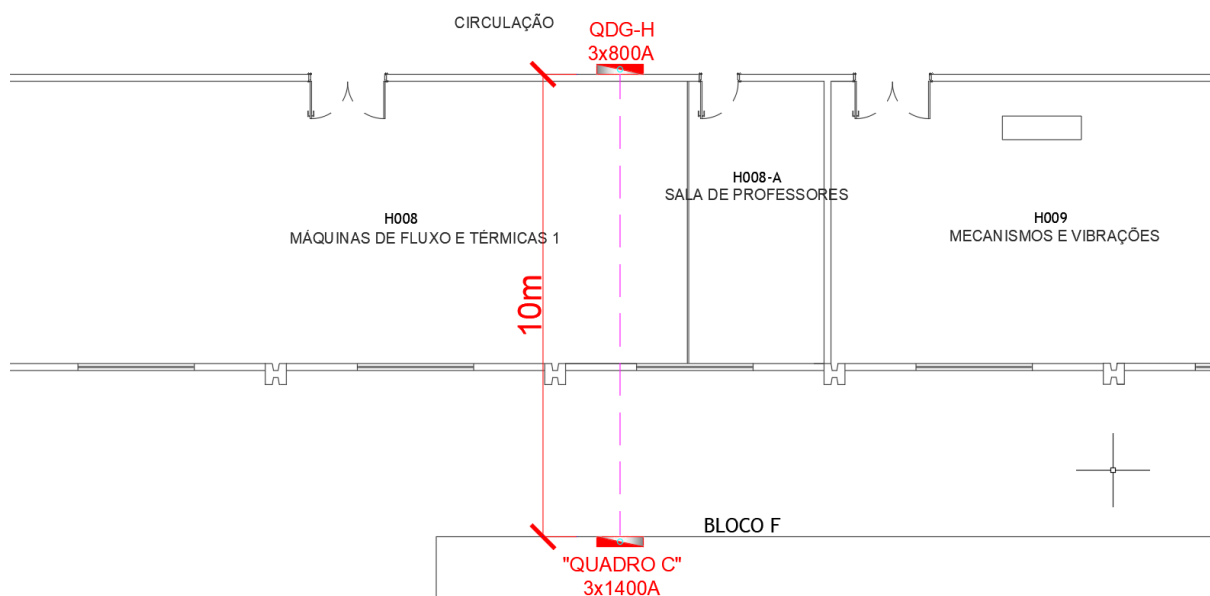 CIRCULAÇÃO
QDG-H
3x800A
H008-A
SALA DE PROFESSORES
H008
MÁQUINAS DE FLUXO E TÉRMICAS 1
H009
MECANISMOS E VIBRAÇÕES
10m
BLOCO F
"QUADRO C"
3x1400A